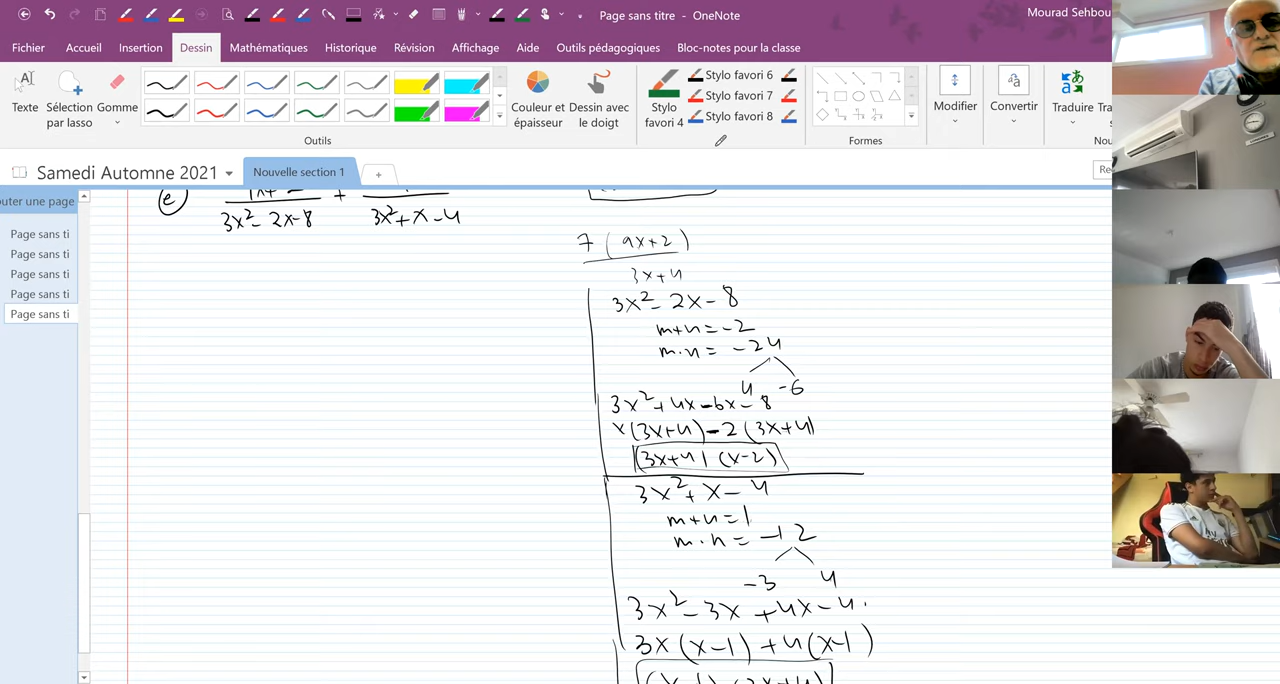 Page sans titre - OneNote
Mourad Sehbou
Fichier Accueil Insertion Dessin Mathématiques Historique Révision Affichage Aide Outils pédagogiques Bloc-notes pour la classe
Texte
Sélection par lasso
Gomme
Couleur et épaisseur
Dessin avec le doigt
Stylo favori 4
Stylo favori 6
Stylo favori 7
Stylo favori 8
Modifier
Convertir
Traduire
Outils
Formes
Samedi Automne 2021
Nouvelle section 1
outer une page
Page sans ti
Page sans ti
Page sans ti
Page sans ti
Page sans ti
e
3x²-2x-8 + 3x²+x-4
7 (9x+2)
3x+4
3x²-2x-8
m+n=-2
m·n=-24
4 -6
3x²+4x-6x-8
x(3x+4)-2(3x+4)
(3x+4)(x-2)
3x²+x-4
m+n=1
m·n=-12
-3 4
3x²-3x+4x-4
3x(x-1)+4(x-1)
(x-1)(3x+4)